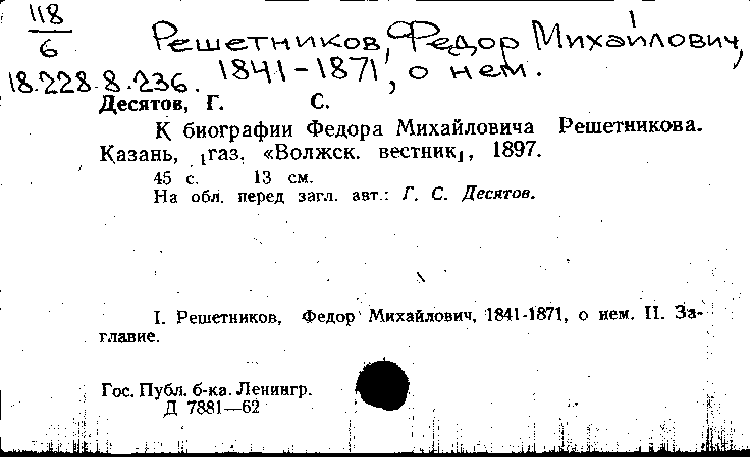 118
6
Решетников, Федор Михайлович,
1841-1871, о нем.
18.228.8.236.
Десятов, Г. С.
К биографии Федора Михайловича Решетникова.
Казань, [газ. «Волжск. вестник], 1897.
45 с. 13 см.
На обл. перед загл. авт.: Г. С. Десятов.
I. Решетников, Федор Михайлович, 1841-1871, о нем. II. За-
главие.
Гос. Публ. б-ка. Ленингр.
Д 7881—62